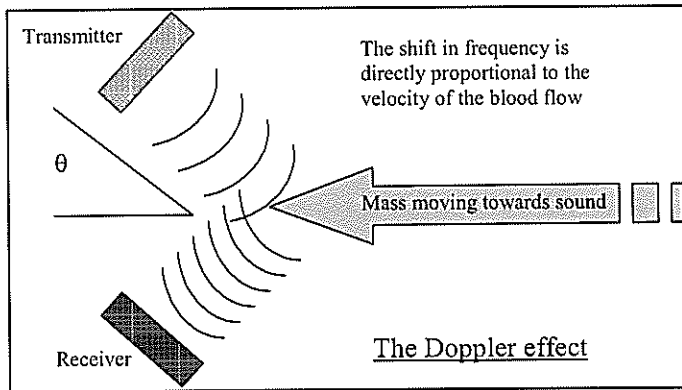 Transmitter
The shift in frequency is
directly proportional to the
velocity of the blood flow
θ
Mass moving towards sound
Receiver
The Doppler effect